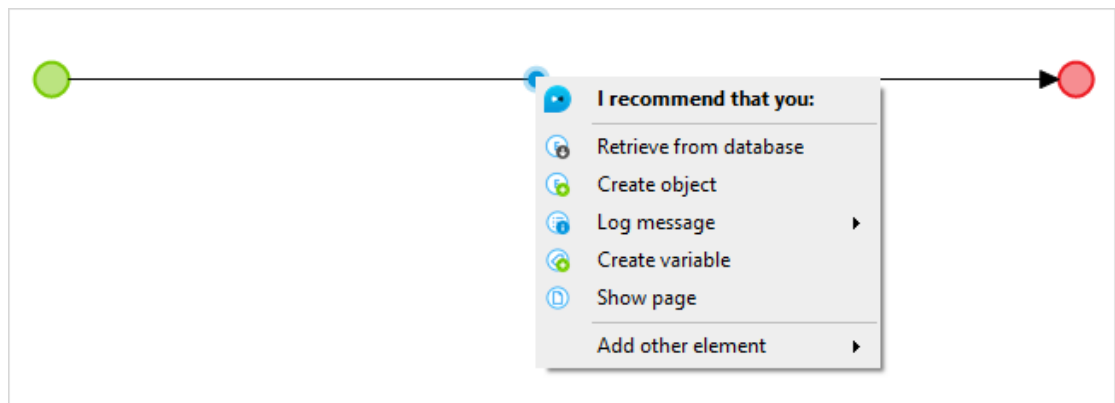 I recommend that you:
Retrieve from database
Create object
Log message
Create variable
Show page
Add other element